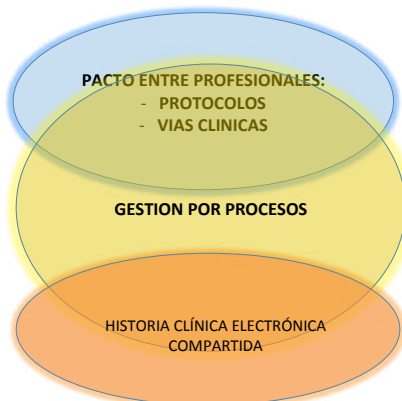 PACTO ENTRE PROFESIONALES:
- PROTOCOLOS
- VIAS CLINICAS
GESTION POR PROCESOS
HISTORIA CLÍNICA ELECTRÓNICA
COMPARTIDA